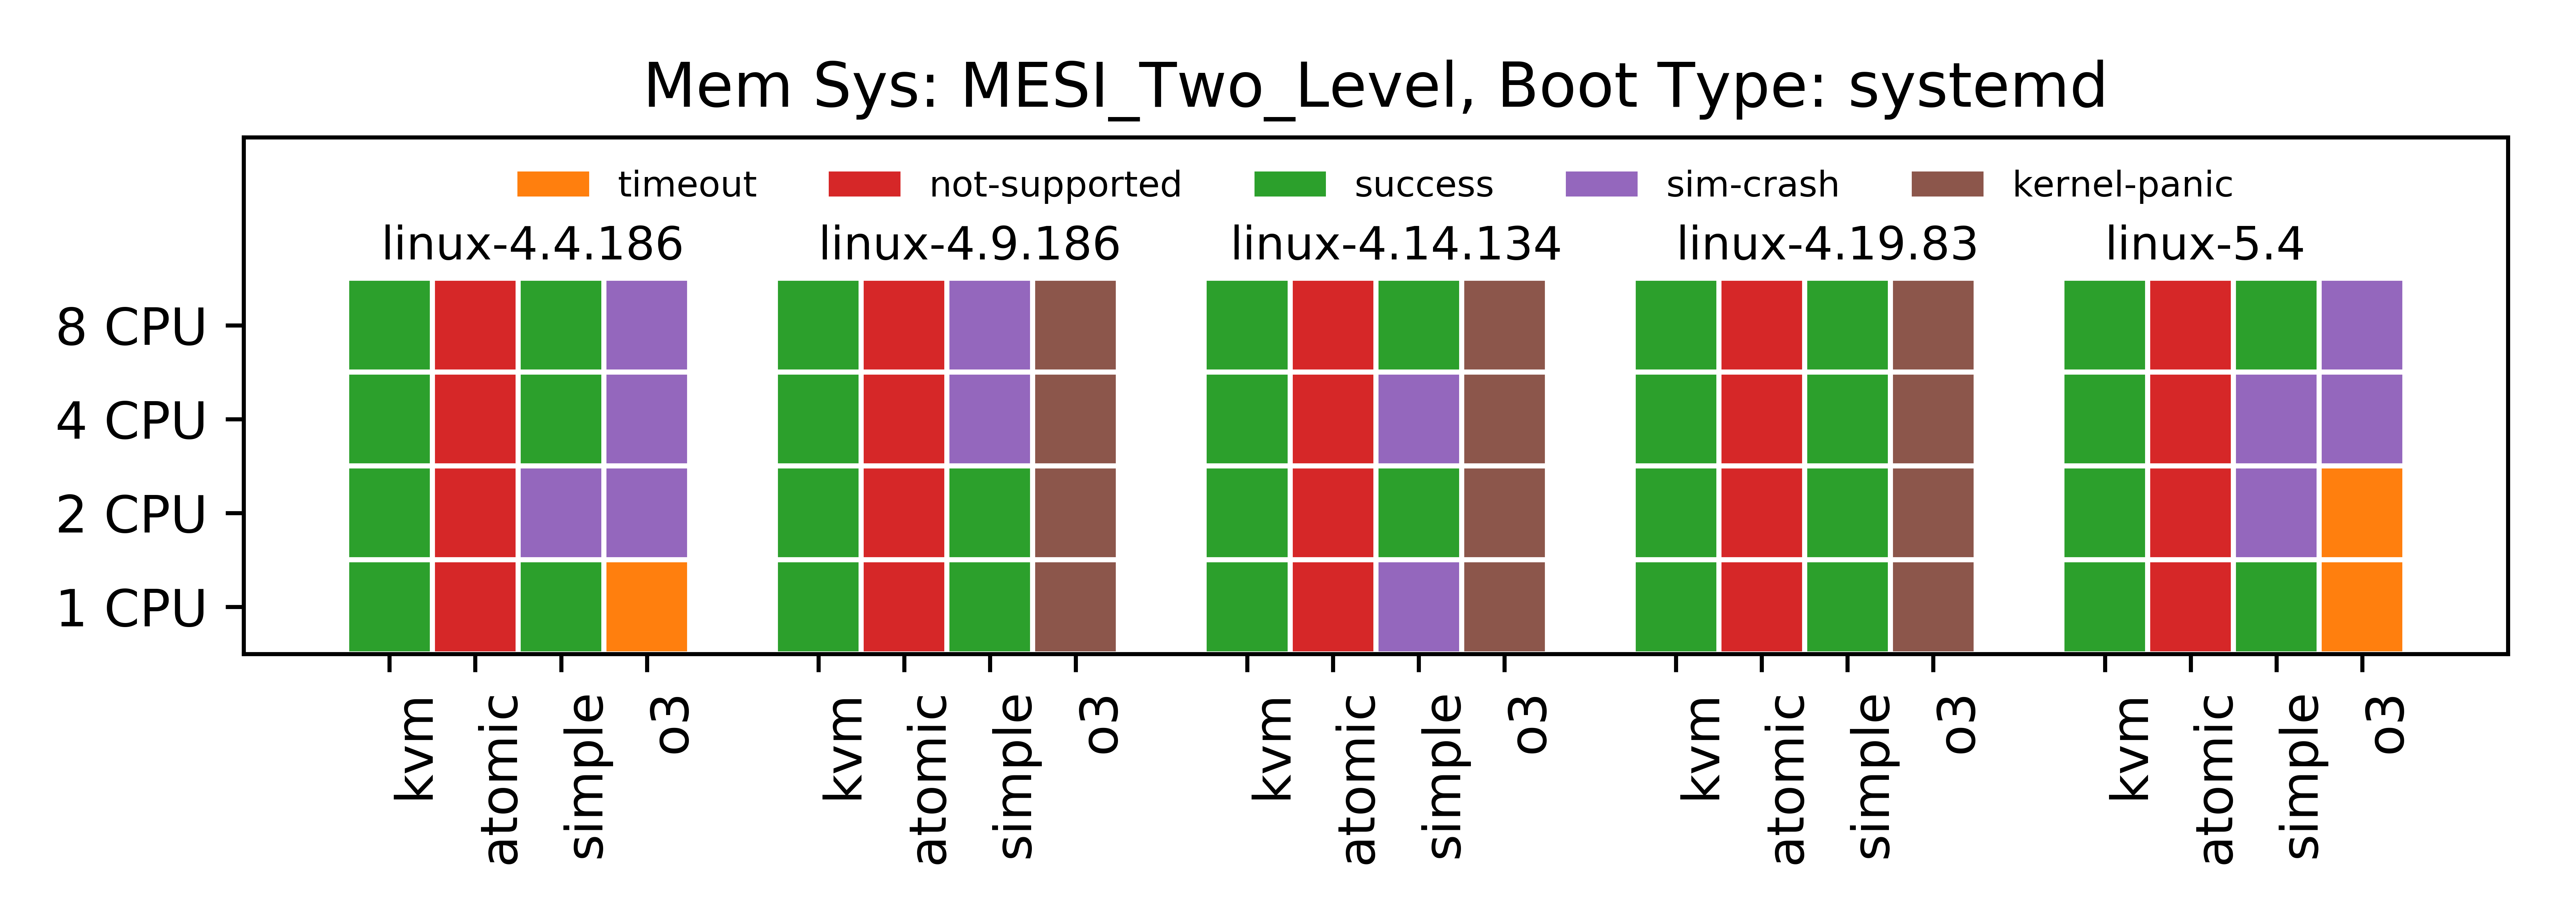 Mem Sys: MESI_Two_Level, Boot Type: systemd
timeout not-supported success sim-crash kernel-panic
linux-4.4.186 linux-4.9.186 linux-4.14.134 linux-4.19.83 linux-5.4
8 CPU
4 CPU
2 CPU
1 CPU
kvm atomic simple o3 kvm atomic simple o3 kvm atomic simple o3 kvm atomic simple o3 kvm atomic simple o3